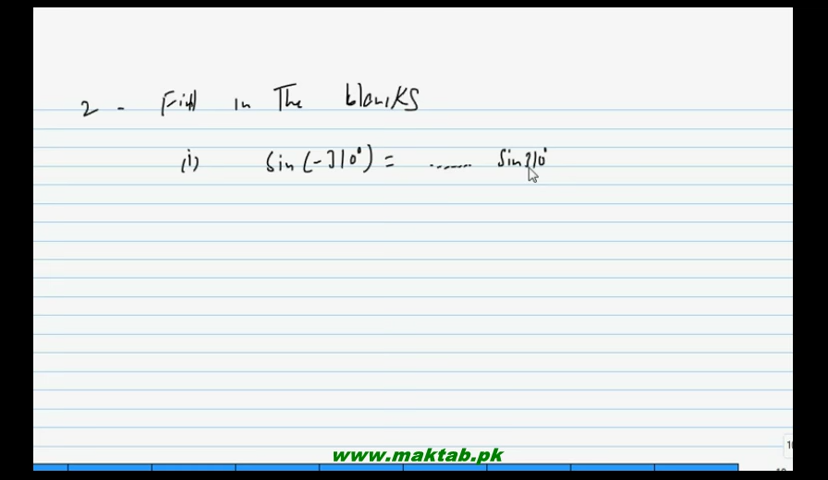 2 - Fill in The blanks
(i) Sin (-310°) = ....... Sin310°
www.maktab.pk